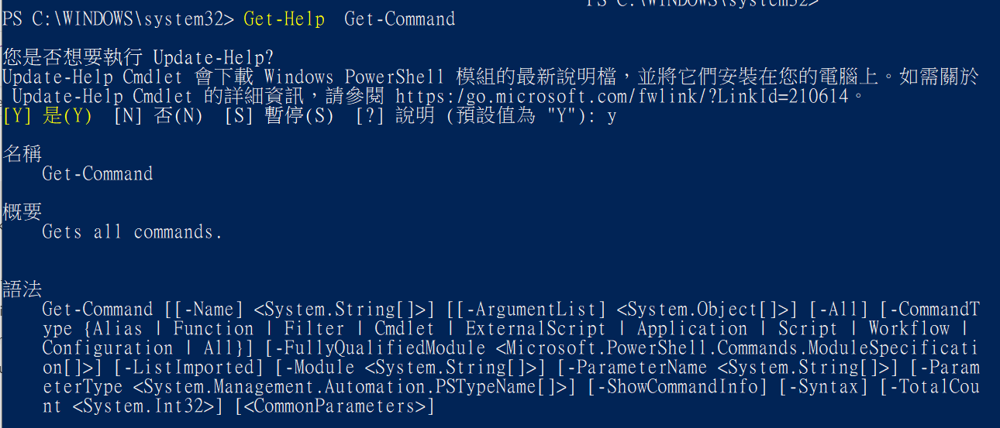 PS C:\WINDOWS\system32>
PS C:\WINDOWS\system32> Get-Help  Get-Command
您是否想要執行 Update-Help?
Update-Help Cmdlet 會下載 Windows PowerShell 模組的最新說明檔，並將它們安裝在您的電腦上。如需關於
 Update-Help Cmdlet 的詳細資訊，請參閱 https:/go.microsoft.com/fwlink/?LinkId=210614。
[Y] 是(Y)  [N] 否(N)  [S] 暫停(S)  [?] 說明 (預設值為 "Y"): y
名稱
    Get-Command
概要
    Gets all commands.
語法
    Get-Command [[-Name] <System.String[]>] [[-ArgumentList] <System.Object[]>] [-All] [-CommandT
    ype {Alias | Function | Filter | Cmdlet | ExternalScript | Application | Script | Workflow |
    Configuration | All}] [-FullyQualifiedModule <Microsoft.PowerShell.Commands.ModuleSpecificati
    on[]>] [-ListImported] [-Module <System.String[]>] [-ParameterName <System.String[]>] [-Param
    eterType <System.Management.Automation.PSTypeName[]>] [-ShowCommandInfo] [-Syntax] [-TotalCou
    nt <System.Int32>] [<CommonParameters>]